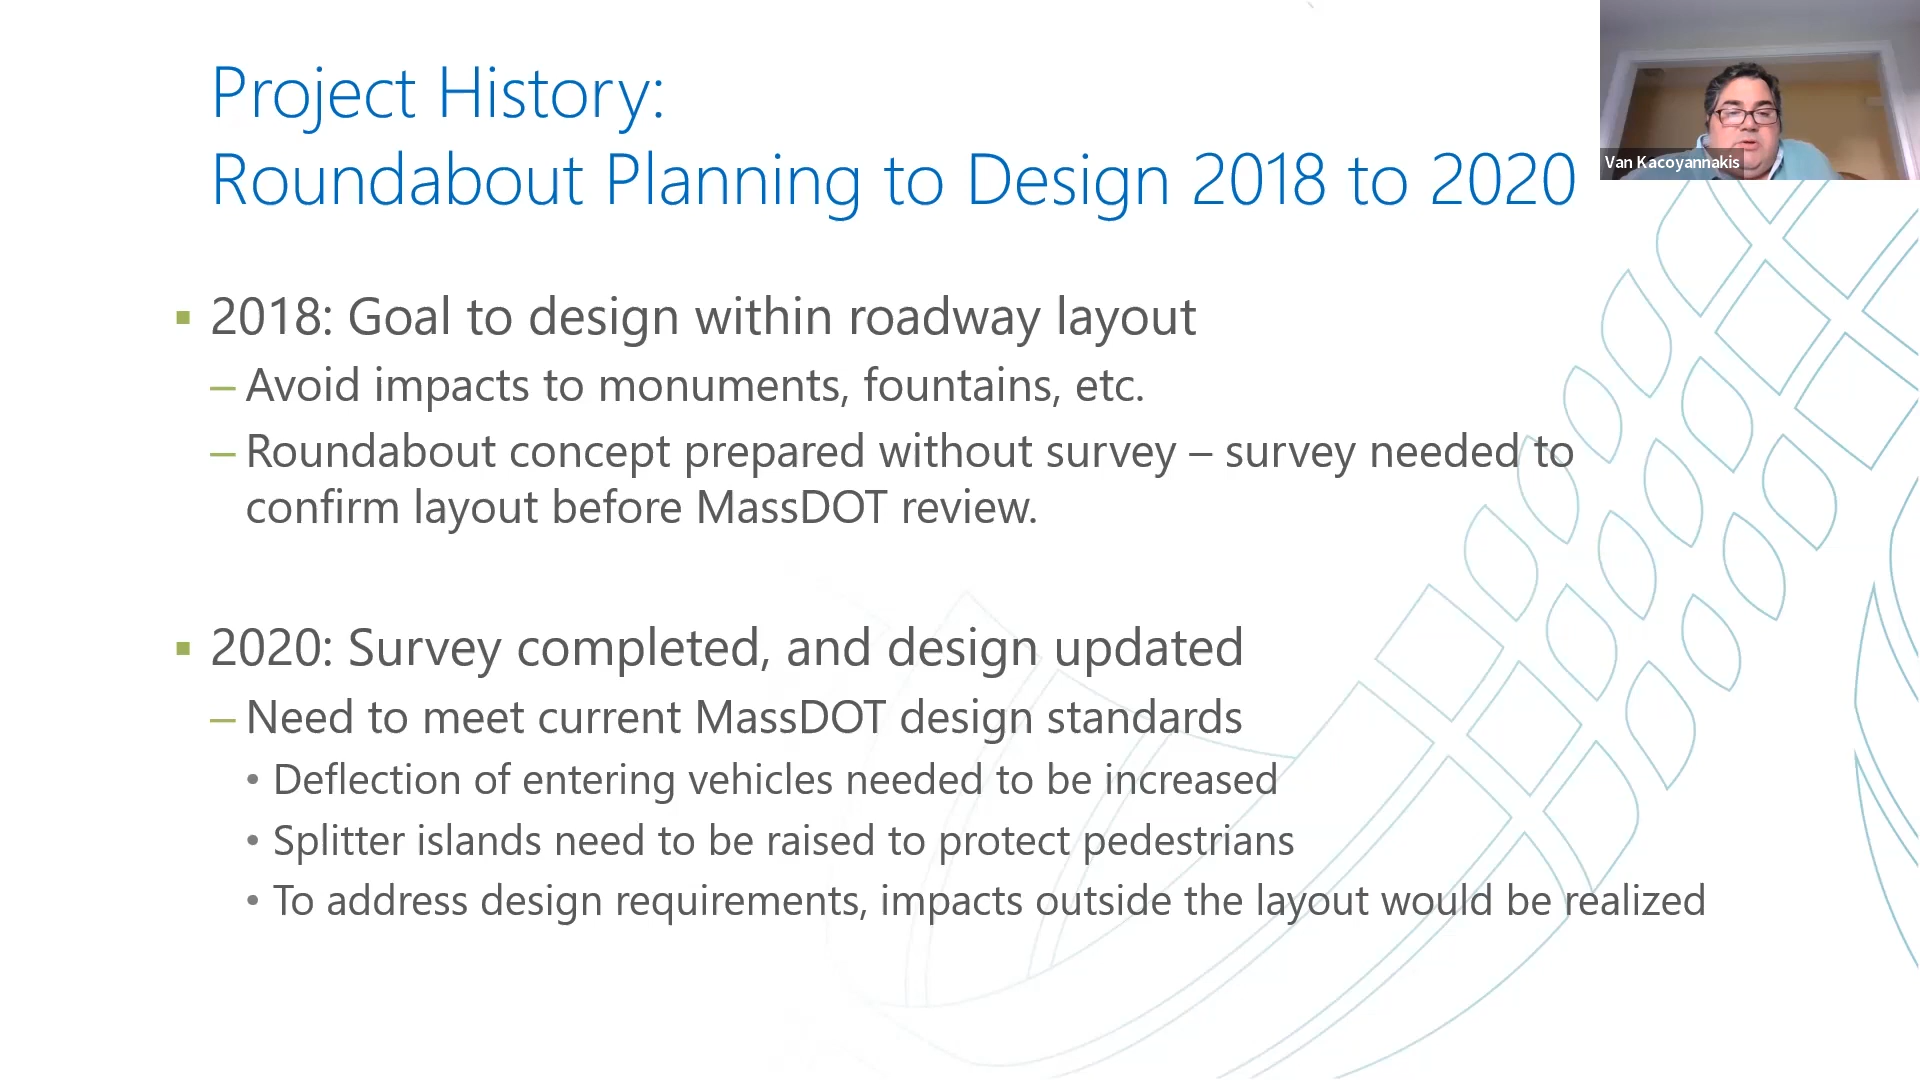 Project History:
Roundabout Planning to Design 2018 to 2020
Van Kacoyannakis
▪ 2018: Goal to design within roadway layout
– Avoid impacts to monuments, fountains, etc.
– Roundabout concept prepared without survey – survey needed to
confirm layout before MassDOT review.
▪ 2020: Survey completed, and design updated
– Need to meet current MassDOT design standards
• Deflection of entering vehicles needed to be increased
• Splitter islands need to be raised to protect pedestrians
• To address design requirements, impacts outside the layout would be realized